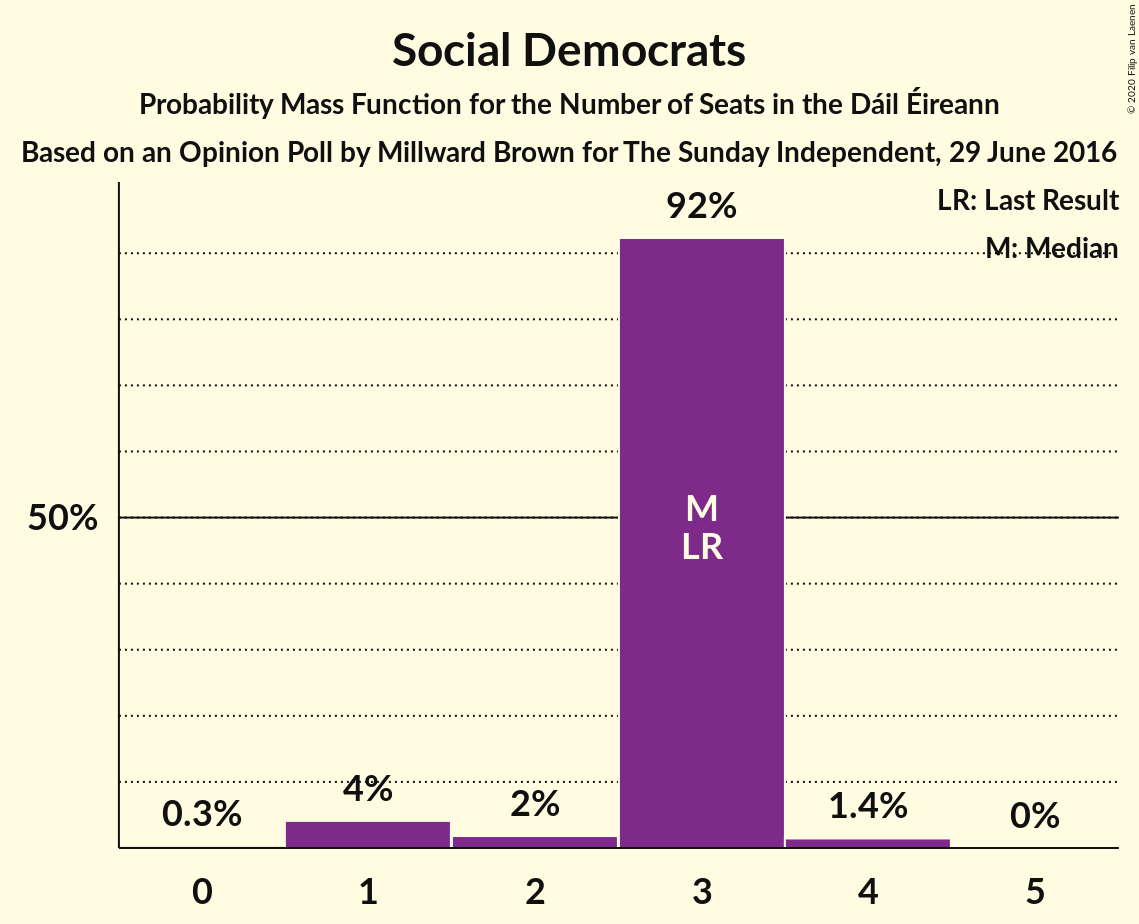 Social Democrats
Probability Mass Function for the Number of Seats in the Dáil Éireann
Based on an Opinion Poll by Millward Brown for The Sunday Independent, 29 June 2016
© 2020 Filip van Laenen
LR: Last Result
M: Median
92%
50%
M
LR
0.3%
4%
2%
1.4%
0%
0 1 2 3 4 5